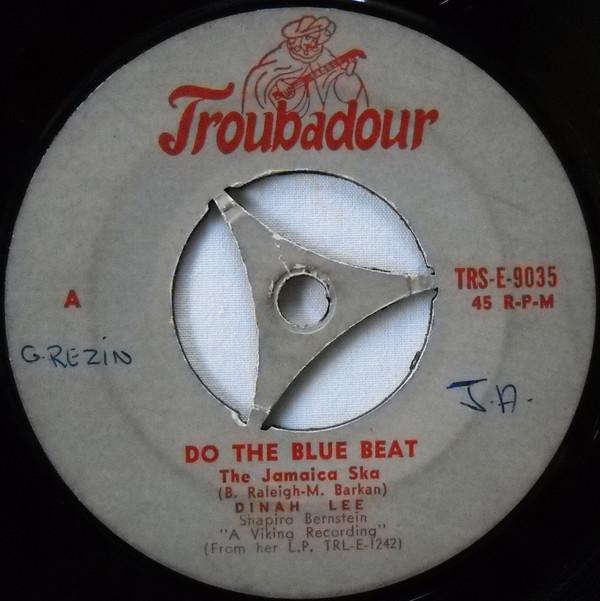 Troubadour
TRS-E-9035
45 R-P-M
A
G.REZIN
J.A.
DO THE BLUE BEAT
The Jamaica Ska
(B. Raleigh-M. Barkan)
DINAH LEE
Shapiro Bernstein
"A Viking Recording"
(From her L.P. TRL-E-1242)